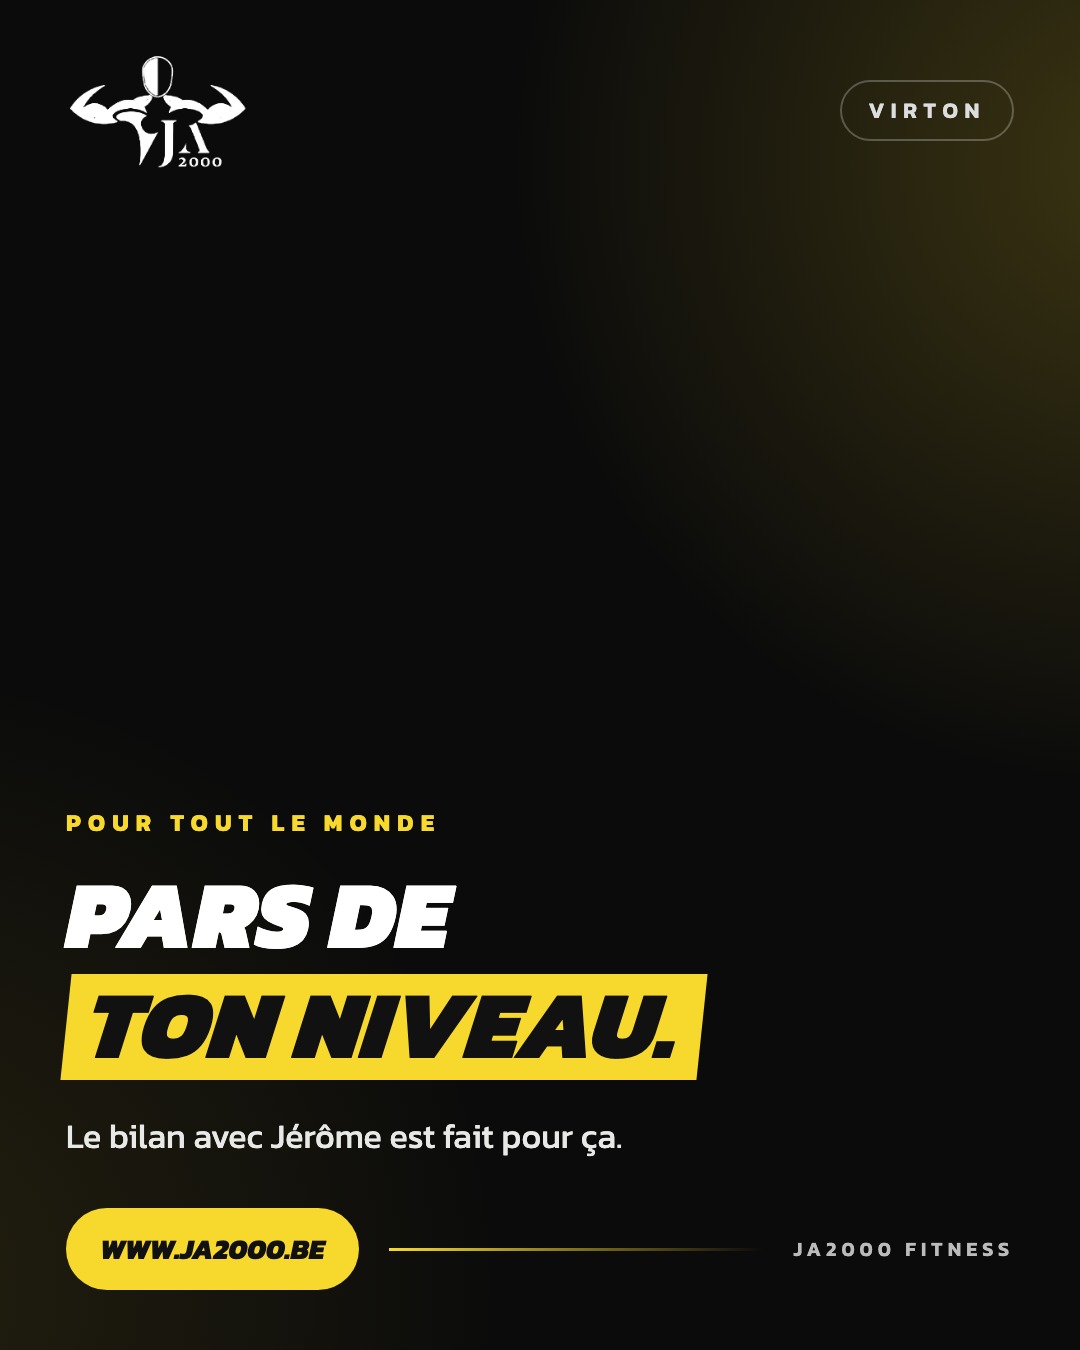 JA
2000
VIRTON
POUR TOUT LE MONDE
PARS DE
TON NIVEAU.
Le bilan avec Jérôme est fait pour ça.
WWW.JA2000.BE
JA2000 FITNESS